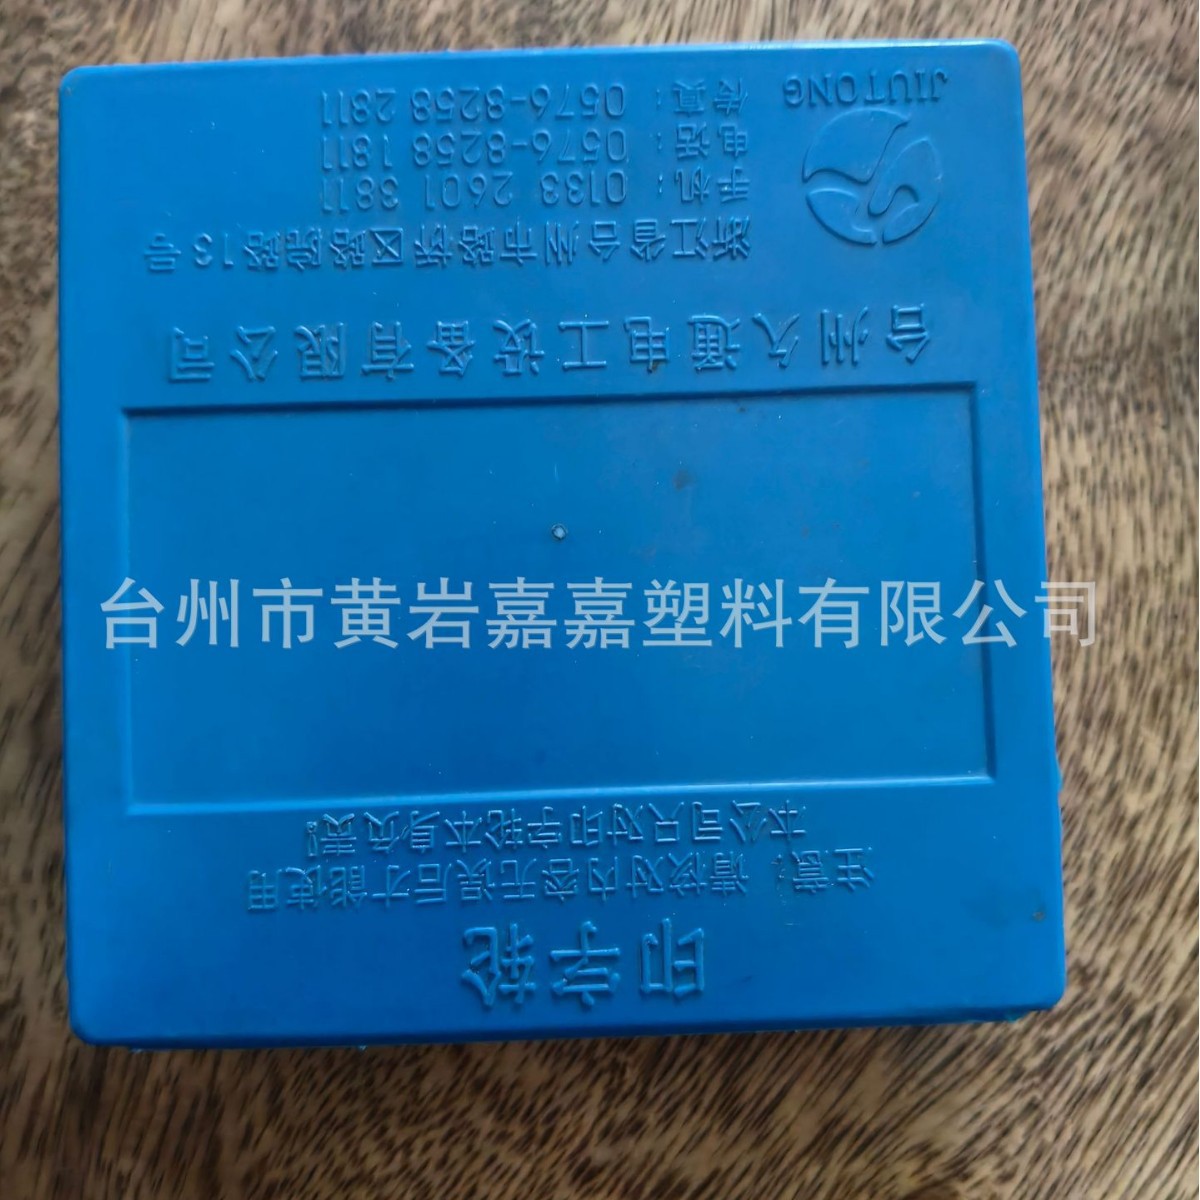 印字轮
注意:请核对内容无误后才能使用
本公司只对印字轮本身负责!
台州市黄岩嘉嘉塑料有限公司
台州久通电工设备有限公司
浙江省台州市路桥区路院路13号
手机: 0133 2601 3811
电话: 0576-8258 1811
传真: 0576-8258 2811
JIUTONG